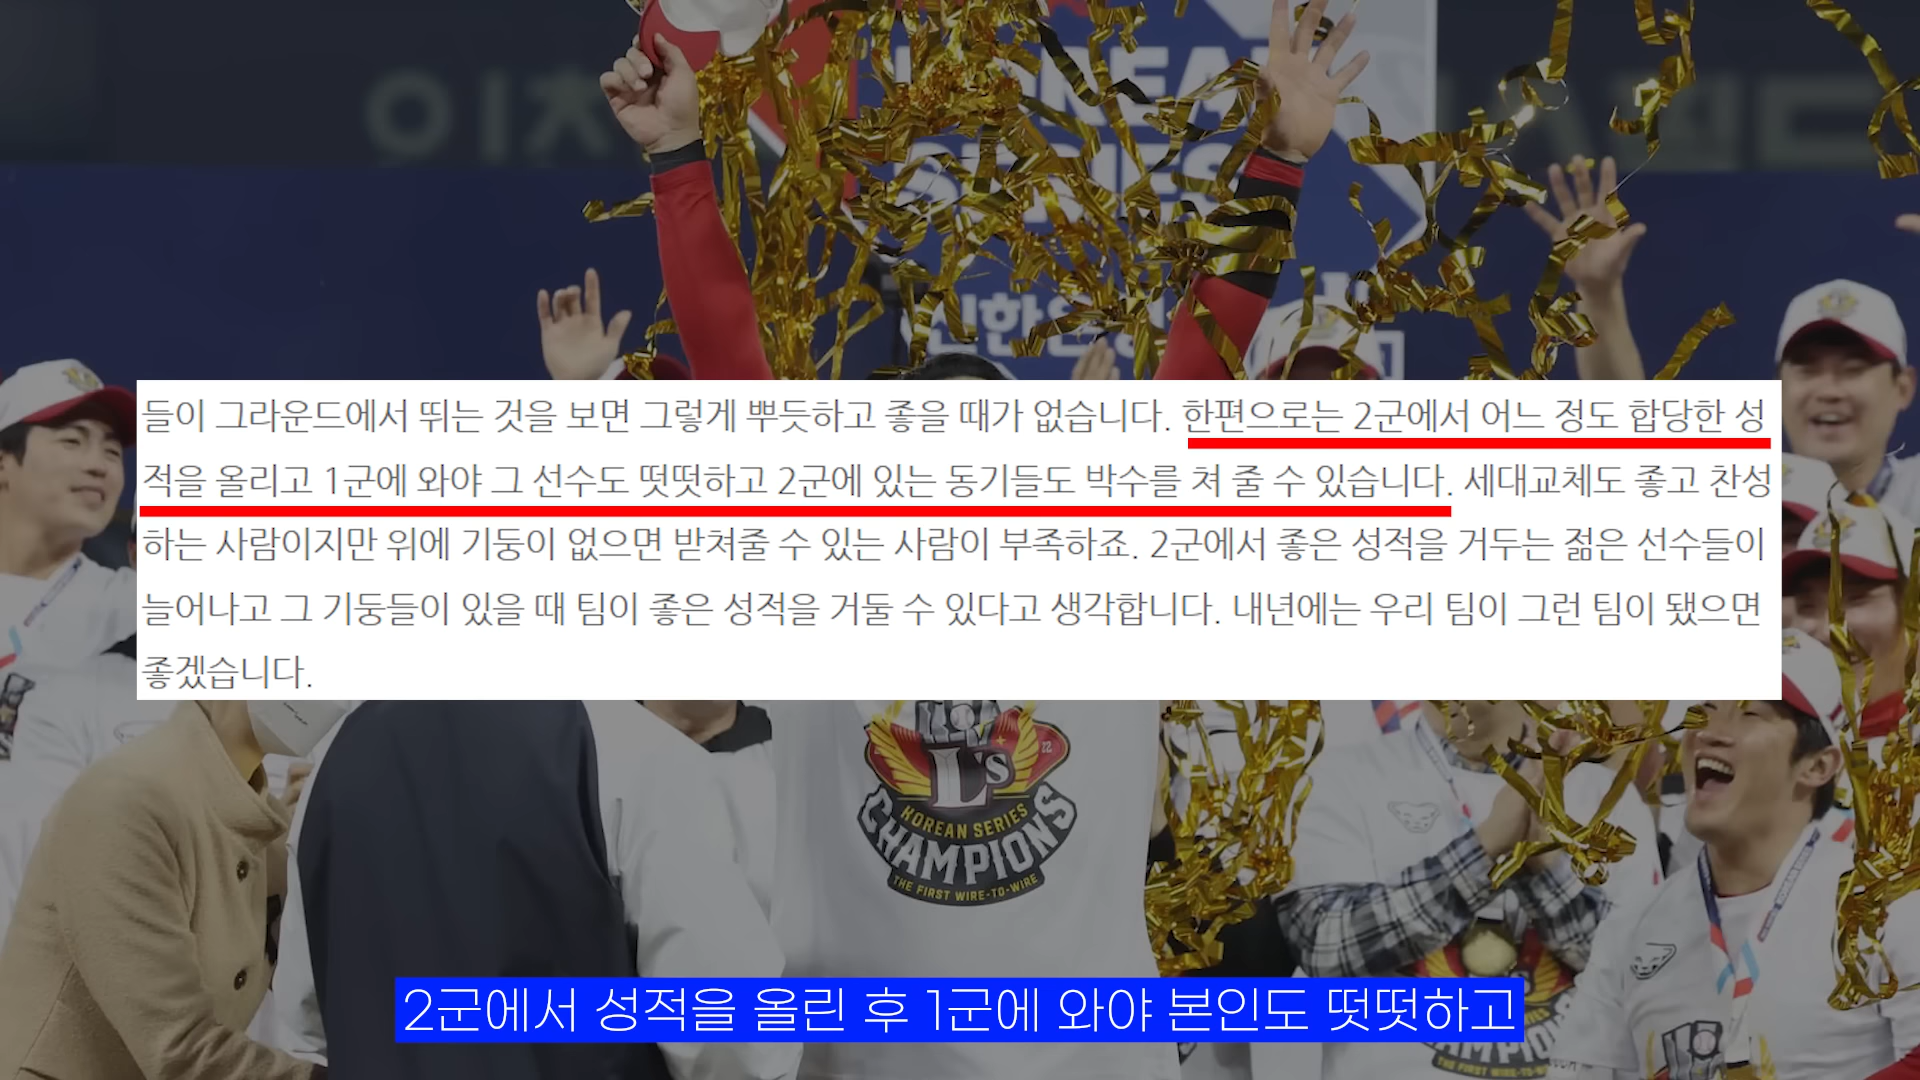 KOREAN
SERIES
들이 그라운드에서 뛰는 것을 보면 그렇게 뿌듯하고 좋을 때가 없습니다. 한편으로는 2군에서 어느 정도 합당한 성
적을 올리고 1군에 와야 그 선수도 떳떳하고 2군에 있는 동기들도 박수를 쳐 줄 수 있습니다. 세대교체도 좋고 찬성
하는 사람이지만 위에 기둥이 없으면 받쳐줄 수 있는 사람이 부족하죠. 2군에서 좋은 성적을 거두는 젊은 선수들이
늘어나고 그 기둥들이 있을 때 팀이 좋은 성적을 거둘 수 있다고 생각합니다. 내년에는 우리 팀이 그런 팀이 됐으면
좋겠습니다.
L's
KOREAN SERIES
CHAMPIONS
THE FIRST WIRE-TO-WIRE
2군에서 성적을 올린 후 1군에 와야 본인도 떳떳하고